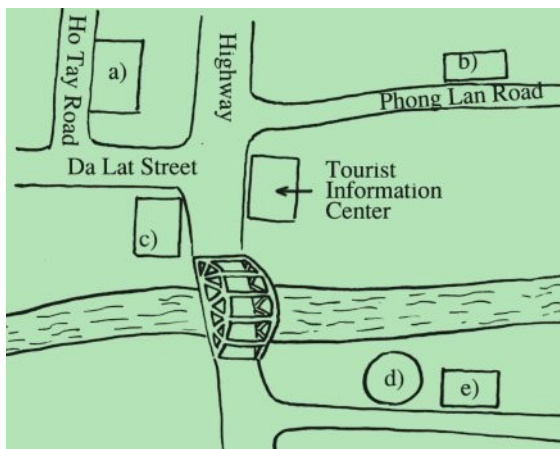 Ho Tay Road
a)
Highway
b)
Phong Lan Road
Da Lat Street
Tourist
Information
Center
c)
d)
e)